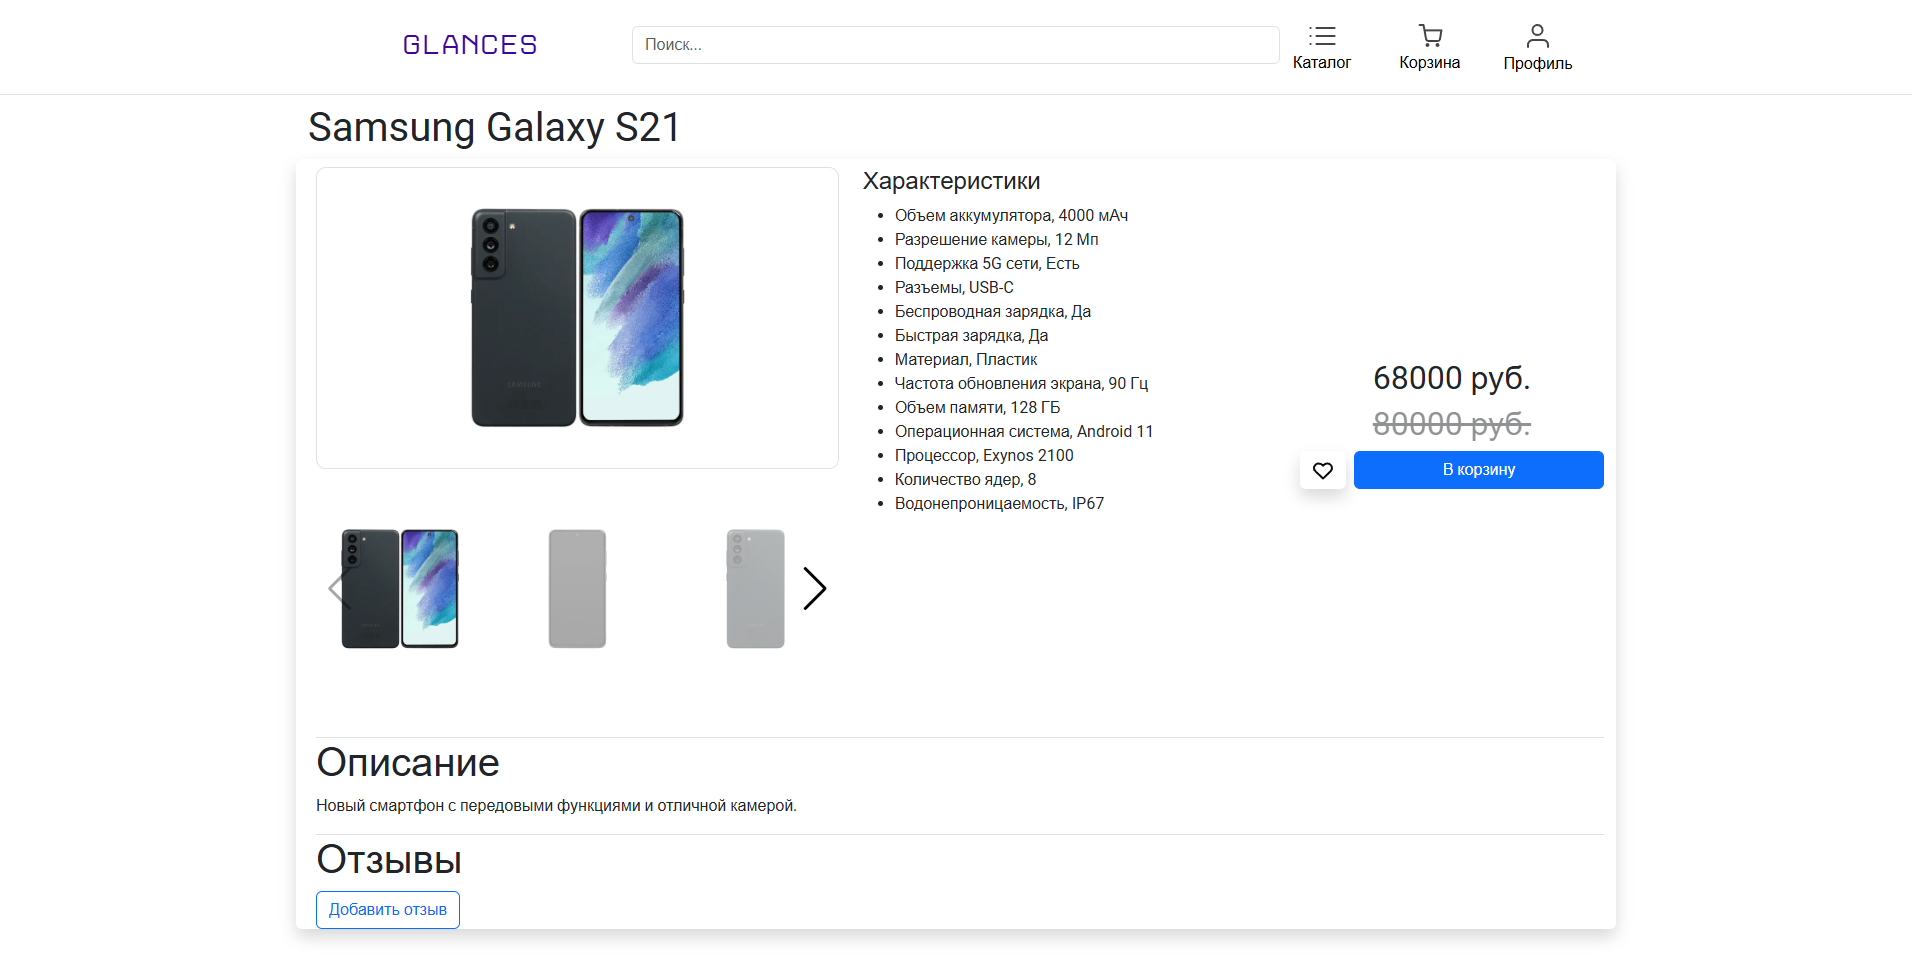 GLANCES
Поиск...
Каталог
Корзина
Профиль
Samsung Galaxy S21
Характеристики
Объем аккумулятора, 4000 мАч
Разрешение камеры, 12 Мп
Поддержка 5G сети, Есть
Разъемы, USB-C
Беспроводная зарядка, Да
Быстрая зарядка, Да
Материал, Пластик
Частота обновления экрана, 90 Гц
Объем памяти, 128 ГБ
Операционная система, Android 11
Процессор, Exynos 2100
Количество ядер, 8
Водонепроницаемость, IP67
68000 руб.
80000 руб.
В корзину
SAMSUNG
Описание
Новый смартфон с передовыми функциями и отличной камерой.
Отзывы
Добавить отзыв